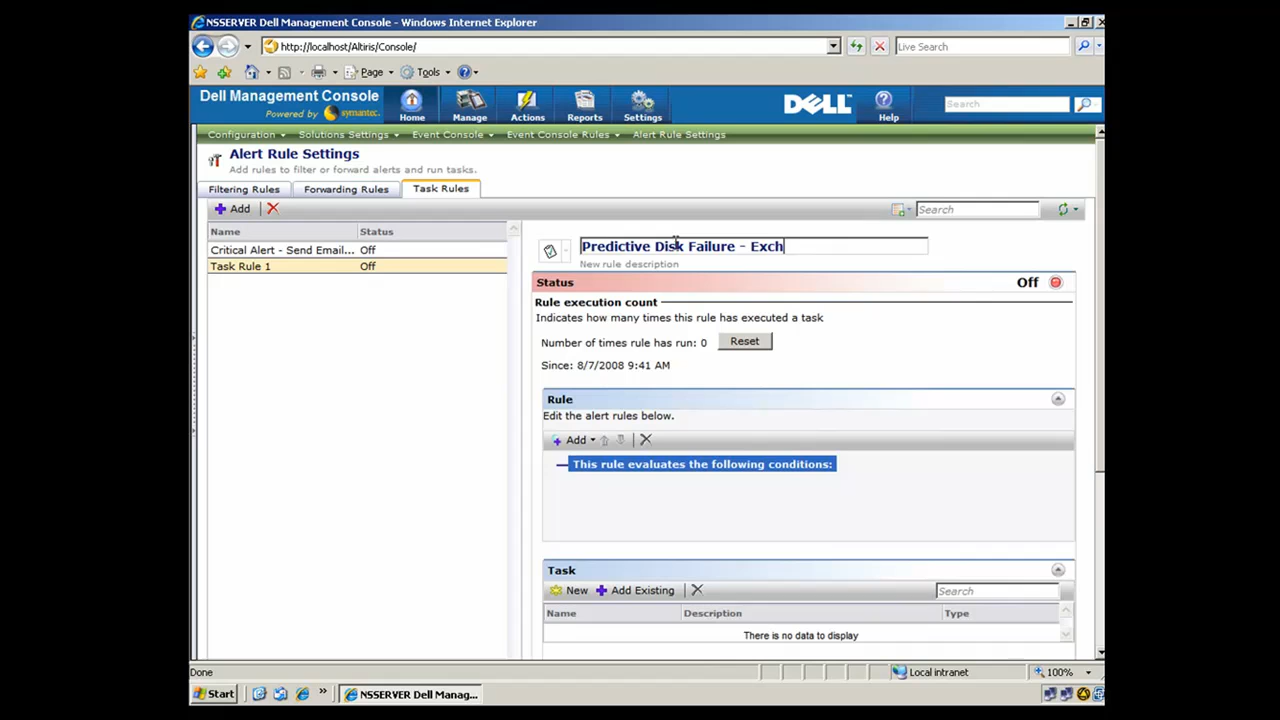 NSSERVER Dell Management Console - Windows Internet Explorer
http://localhost/Altiris/Console/
Live Search
Page
Tools
Dell Management Console
Powered by symantec.
Home
Manage
Actions
Reports
Settings
DELL
Help
Search
Configuration
Solutions Settings
Event Console
Event Console Rules
Alert Rule Settings
Alert Rule Settings
Add rules to filter or forward alerts and run tasks.
Filtering Rules
Forwarding Rules
Task Rules
Add
Search
Name
Status
Critical Alert - Send Email...
Off
Task Rule 1
Off
Predictive Disk Failure - Exch
New rule description
Status
Off
Rule execution count
Indicates how many times this rule has executed a task
Number of times rule has run: 0
Reset
Since: 8/7/2008 9:41 AM
Rule
Edit the alert rules below.
Add
This rule evaluates the following conditions:
Task
New
Add Existing
Search
Name
Description
Type
There is no data to display
Done
Local intranet
100%
Start
»
NSSERVER Dell Manag...